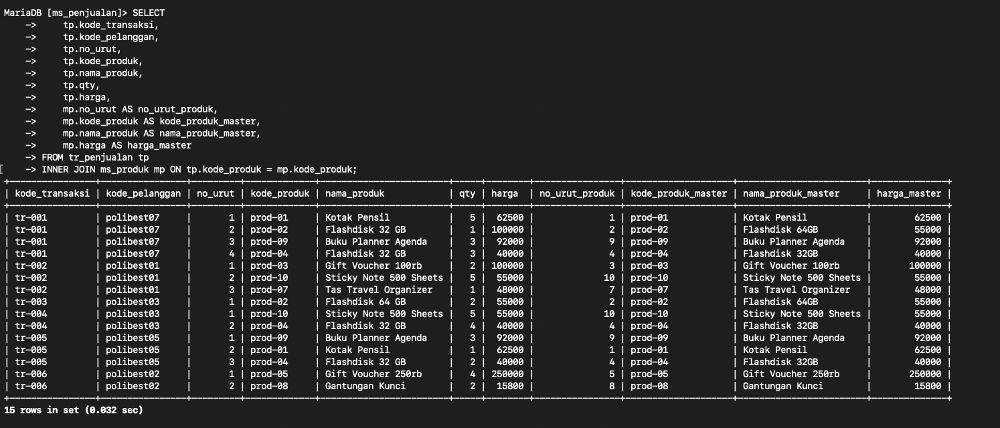 MariaDB [ms_penjualan]> SELECT
    ->     tp.kode_transaksi,
    ->     tp.kode_pelanggan,
    ->     tp.no_urut,
    ->     tp.kode_produk,
    ->     tp.nama_produk,
    ->     tp.qty,
    ->     tp.harga,
    ->     mp.no_urut AS no_urut_produk,
    ->     mp.kode_produk AS kode_produk_master,
    ->     mp.nama_produk AS nama_produk_master,
    ->     mp.harga AS harga_master
    -> FROM tr_penjualan tp
    -> INNER JOIN ms_produk mp ON tp.kode_produk = mp.kode_produk;
+----------------+----------------+---------+-------------+-------------------------+-----+--------+----------------+--------------------+-------------------------+--------------+
| kode_transaksi | kode_pelanggan | no_urut | kode_produk | nama_produk             | qty | harga  | no_urut_produk | kode_produk_master | nama_produk_master      | harga_master |
+----------------+----------------+---------+-------------+-------------------------+-----+--------+----------------+--------------------+-------------------------+--------------+
| tr-001         | polibest07     |       1 | prod-01     | Kotak Pensil            |   5 |  62500 |              1 | prod-01            | Kotak Pensil            |        62500 |
| tr-001         | polibest07     |       2 | prod-02     | Flashdisk 32 GB         |   1 | 100000 |              2 | prod-02            | Flashdisk 64GB          |        55000 |
| tr-001         | polibest07     |       3 | prod-09     | Buku Planner Agenda     |   3 |  92000 |              9 | prod-09            | Buku Planner Agenda     |        92000 |
| tr-001         | polibest07     |       4 | prod-04     | Flashdisk 32 GB         |   3 |  40000 |              4 | prod-04            | Flashdisk 32GB          |        40000 |
| tr-002         | polibest01     |       1 | prod-03     | Gift Voucher 100rb      |   2 | 100000 |              3 | prod-03            | Gift Voucher 100rb      |       100000 |
| tr-002         | polibest01     |       2 | prod-10     | Sticky Note 500 Sheets  |   5 |  55000 |             10 | prod-10            | Sticky Note 500 Sheets  |        55000 |
| tr-002         | polibest01     |       3 | prod-07     | Tas Travel Organizer    |   1 |  48000 |              7 | prod-07            | Tas Travel Organizer    |        48000 |
| tr-003         | polibest03     |       1 | prod-02     | Flashdisk 64 GB         |   2 |  55000 |              2 | prod-02            | Flashdisk 64GB          |        55000 |
| tr-004         | polibest03     |       1 | prod-10     | Sticky Note 500 Sheets  |   5 |  55000 |             10 | prod-10            | Sticky Note 500 Sheets  |        55000 |
| tr-004         | polibest03     |       2 | prod-04     | Flashdisk 32 GB         |   4 |  40000 |              4 | prod-04            | Flashdisk 32GB          |        40000 |
| tr-005         | polibest05     |       1 | prod-09     | Buku Planner Agenda     |   3 |  92000 |              9 | prod-09            | Buku Planner Agenda     |        92000 |
| tr-005         | polibest05     |       2 | prod-01     | Kotak Pensil            |   1 |  62500 |              1 | prod-01            | Kotak Pensil            |        62500 |
| tr-005         | polibest05     |       3 | prod-04     | Flashdisk 32 GB         |   2 |  40000 |              4 | prod-04            | Flashdisk 32GB          |        40000 |
| tr-006         | polibest02     |       1 | prod-05     | Gift Voucher 250rb      |   4 | 250000 |              5 | prod-05            | Gift Voucher 250rb      |       250000 |
| tr-006         | polibest02     |       2 | prod-08     | Gantungan Kunci         |   2 |  15800 |              8 | prod-08            | Gantungan Kunci         |        15800 |
+----------------+----------------+---------+-------------+-------------------------+-----+--------+----------------+--------------------+-------------------------+--------------+
15 rows in set (0.032 sec)